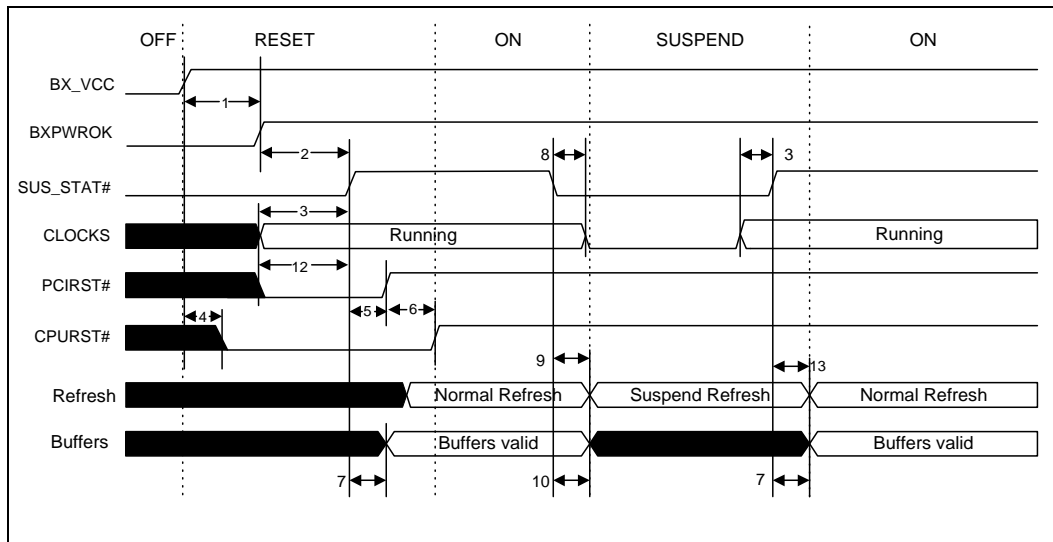 OFF RESET ON SUSPEND ON
BX_VCC
1
BXPWROK
2 8 3
SUS_STAT#
3
CLOCKS Running Running
12
PCIRST#
4 5 6
CPURST#
9 13
Refresh Normal Refresh Suspend Refresh Normal Refresh
Buffers Buffers valid Buffers valid
7 10 7